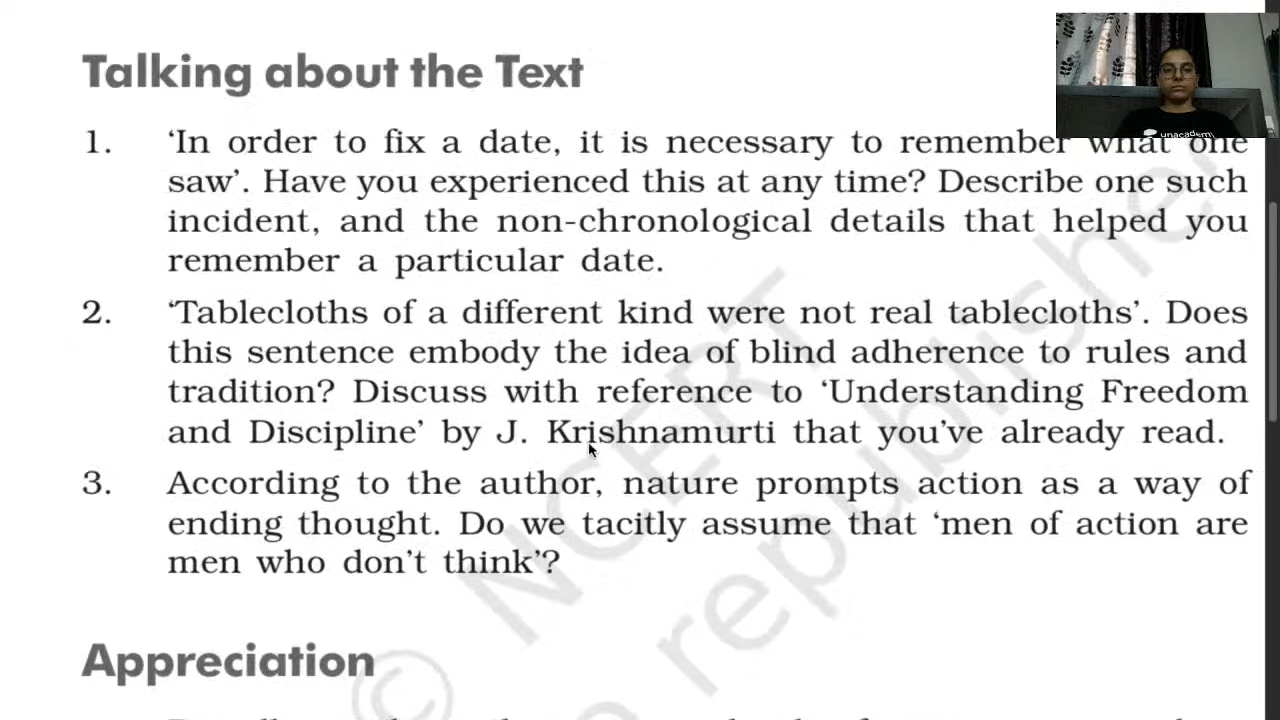 Talking about the Text
unacademy
1. 'In order to fix a date, it is necessary to remember what one
saw'. Have you experienced this at any time? Describe one such
incident, and the non-chronological details that helped you
remember a particular date.
2. 'Tablecloths of a different kind were not real tablecloths'. Does
this sentence embody the idea of blind adherence to rules and
tradition? Discuss with reference to 'Understanding Freedom
and Discipline' by J. Krishnamurti that you've already read.
3. According to the author, nature prompts action as a way of
ending thought. Do we tacitly assume that 'men of action are
men who don't think'?
© NCERT
republishe
Appreciation